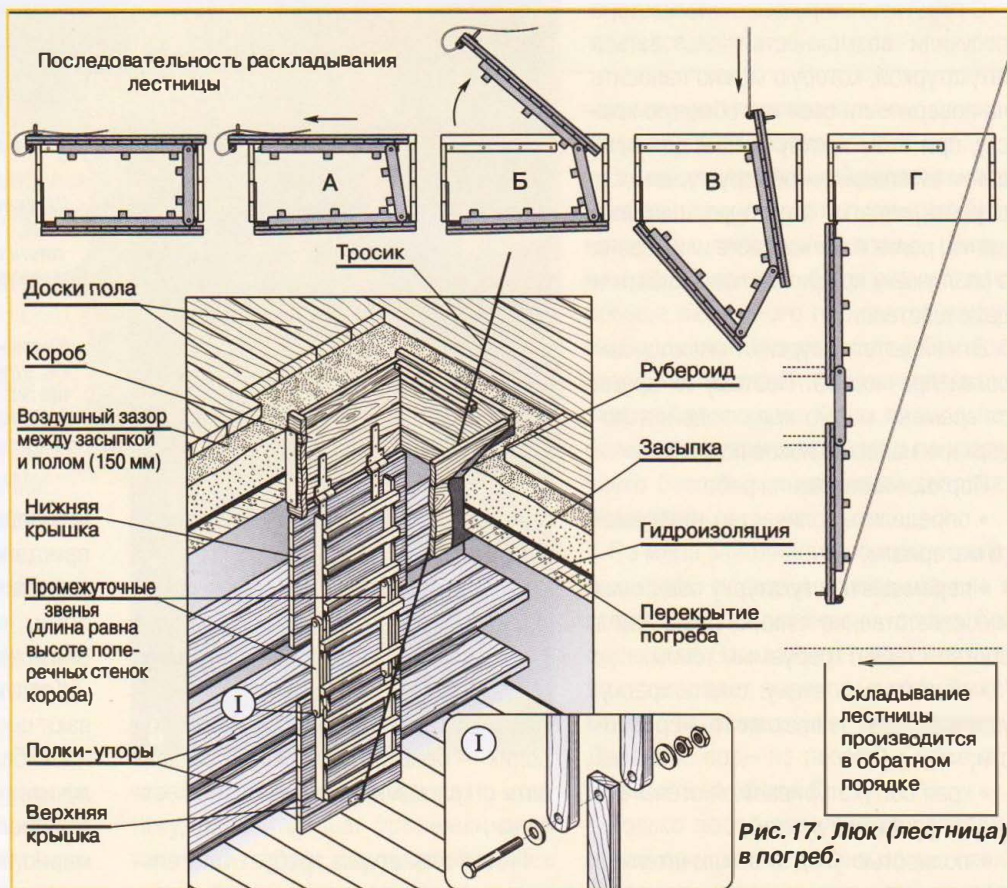 Последовательность раскладывания
лестницы
А
Б
В
Г
Тросик
Доски пола
Короб
Воздушный зазор
между засыпкой
и полом (150 мм)
Нижняя
крышка
Промежуточные
звенья
(длина равна
высоте попе-
речных стенок
короба)
Полки-упоры
Верхняя
крышка
I
I
Рубероид
Засыпка
Гидроизоляция
Перекрытие
погреба
Складывание
лестницы
производится
в обратном
порядке
Рис.17. Люк (лестница)
в погреб.